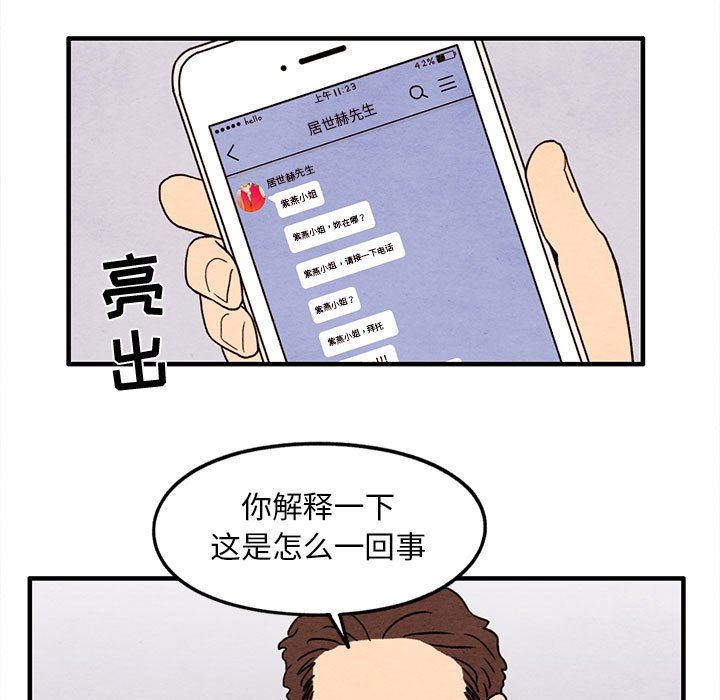 42%
上午11:23
hello
居世赫先生
居世赫先生
紫燕小姐
紫燕小姐，妳在哪？
紫燕小姐，请接一下电话
紫燕小姐？
紫燕小姐，拜托
!!!
亮出
你解释一下
这是怎么一回事